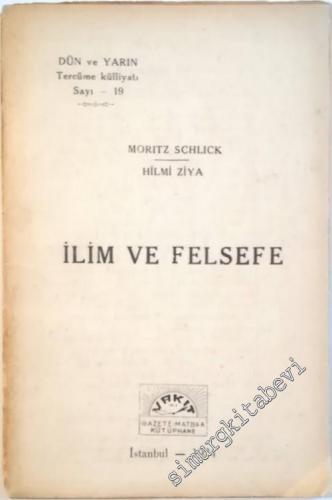 DÜN ve YARIN
Tercüme külliyatı
Sayı - 19
MORITZ SCHLICK
HİLMİ ZİYA
İLİM VE FELSEFE
VAKIT
GAZETE-MATBAA
KÜTÜPHANE
İstanbul —
simurgkitabevi.com